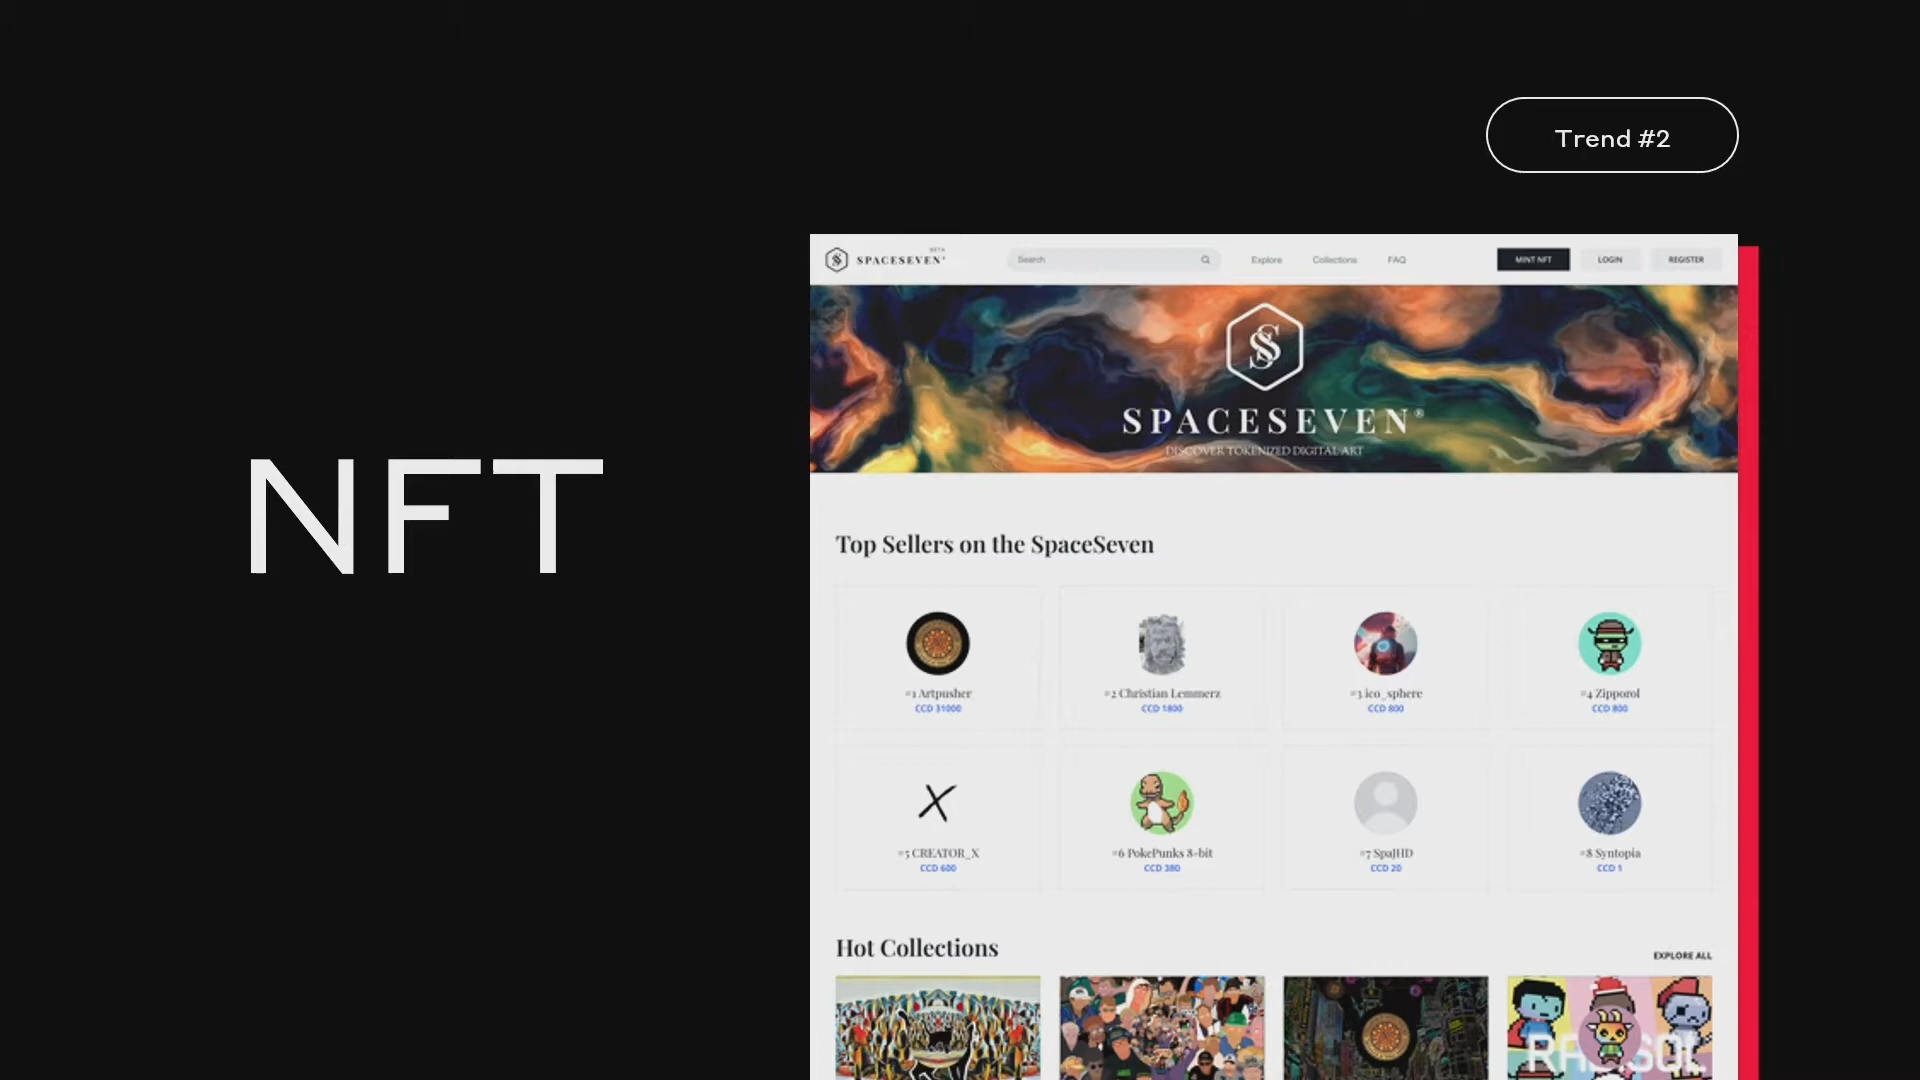 Trend #2
NFT
BETA
SPACESEVEN®
Search
Explore
Collections
FAQ
MINT NFT
LOGIN
REGISTER
SPACESEVEN®
DISCOVER TOKENIZED DIGITAL ART
Top Sellers on the SpaceSeven
#1 Artpusher
CCD 31000
#2 Christian Lemmerz
CCD 1800
#3 ico_sphere
CCD 800
#4 Zipporol
CCD 800
#5 CREATOR_X
CCD 600
#6 PokePunks 8-bit
CCD 380
#7 SpaJHD
CCD 20
#8 Syntopia
CCD 1
Hot Collections
EXPLORE ALL